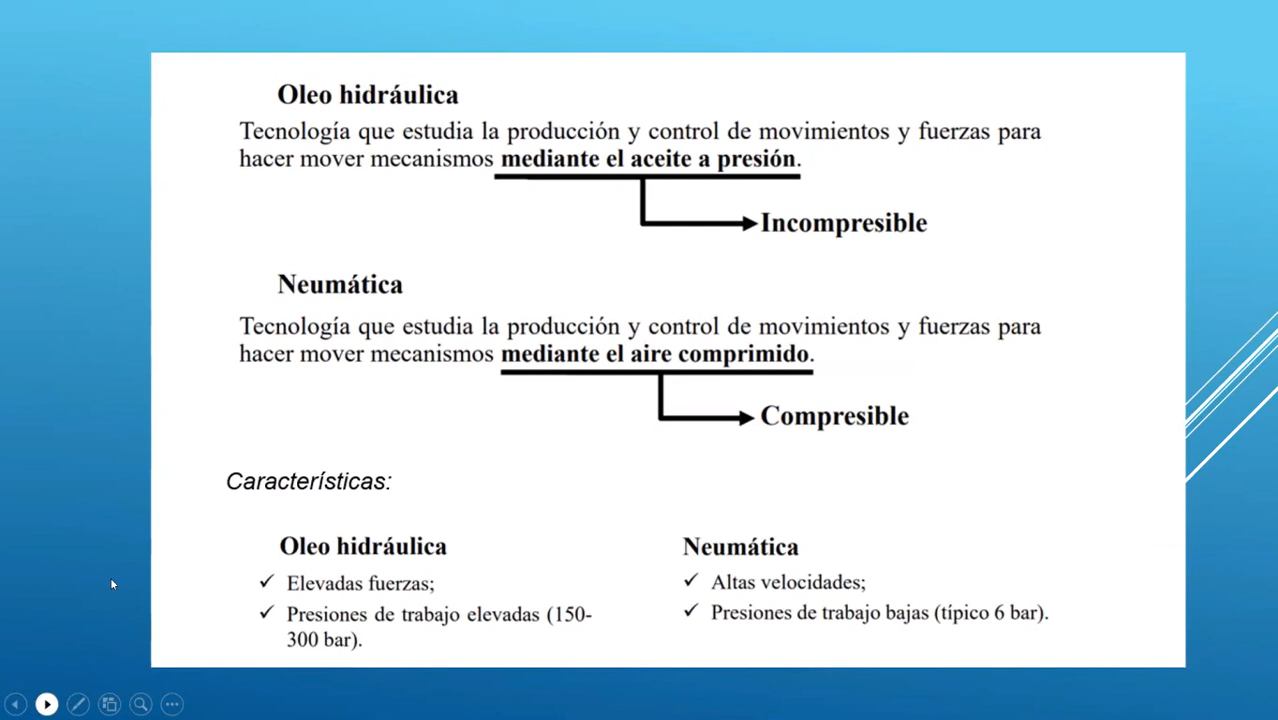 Oleo hidráulica
Tecnología que estudia la producción y control de movimientos y fuerzas para
hacer mover mecanismos mediante el aceite a presión.
Incompresible
Neumática
Tecnología que estudia la producción y control de movimientos y fuerzas para
hacer mover mecanismos mediante el aire comprimido.
Compresible
Características:
Oleo hidráulica
✓ Elevadas fuerzas;
✓ Presiones de trabajo elevadas (150-
300 bar).
Neumática
✓ Altas velocidades;
✓ Presiones de trabajo bajas (típico 6 bar).